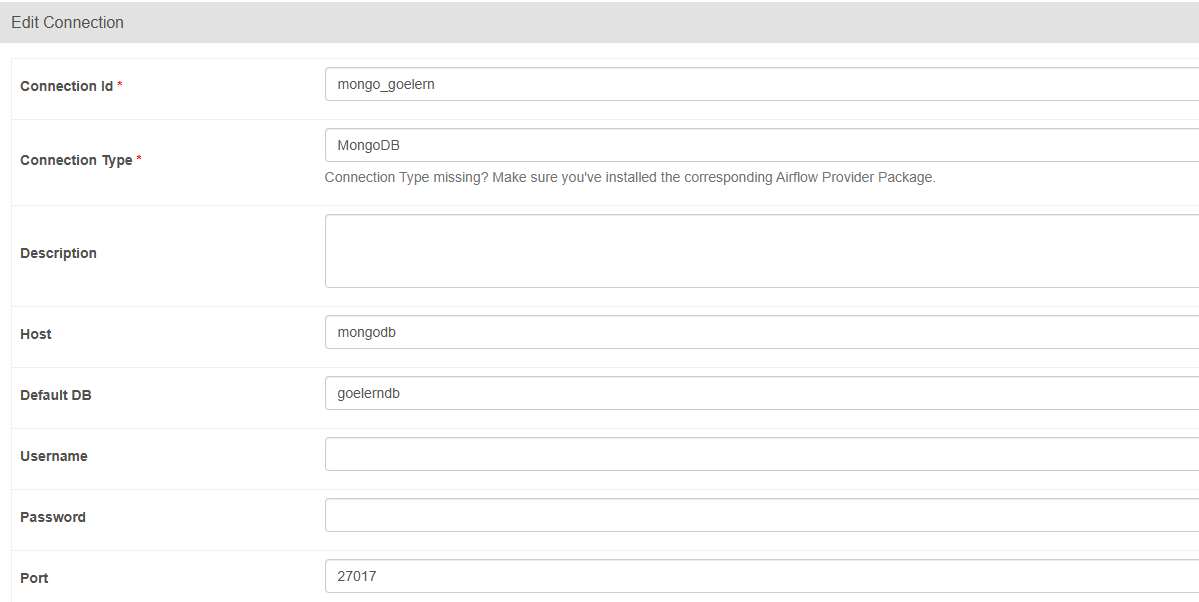 Edit Connection
Connection Id *
mongo_goelern
Connection Type *
MongoDB
Connection Type missing? Make sure you've installed the corresponding Airflow Provider Package.
Description
Host
mongodb
Default DB
goelerndb
Username
Password
Port
27017